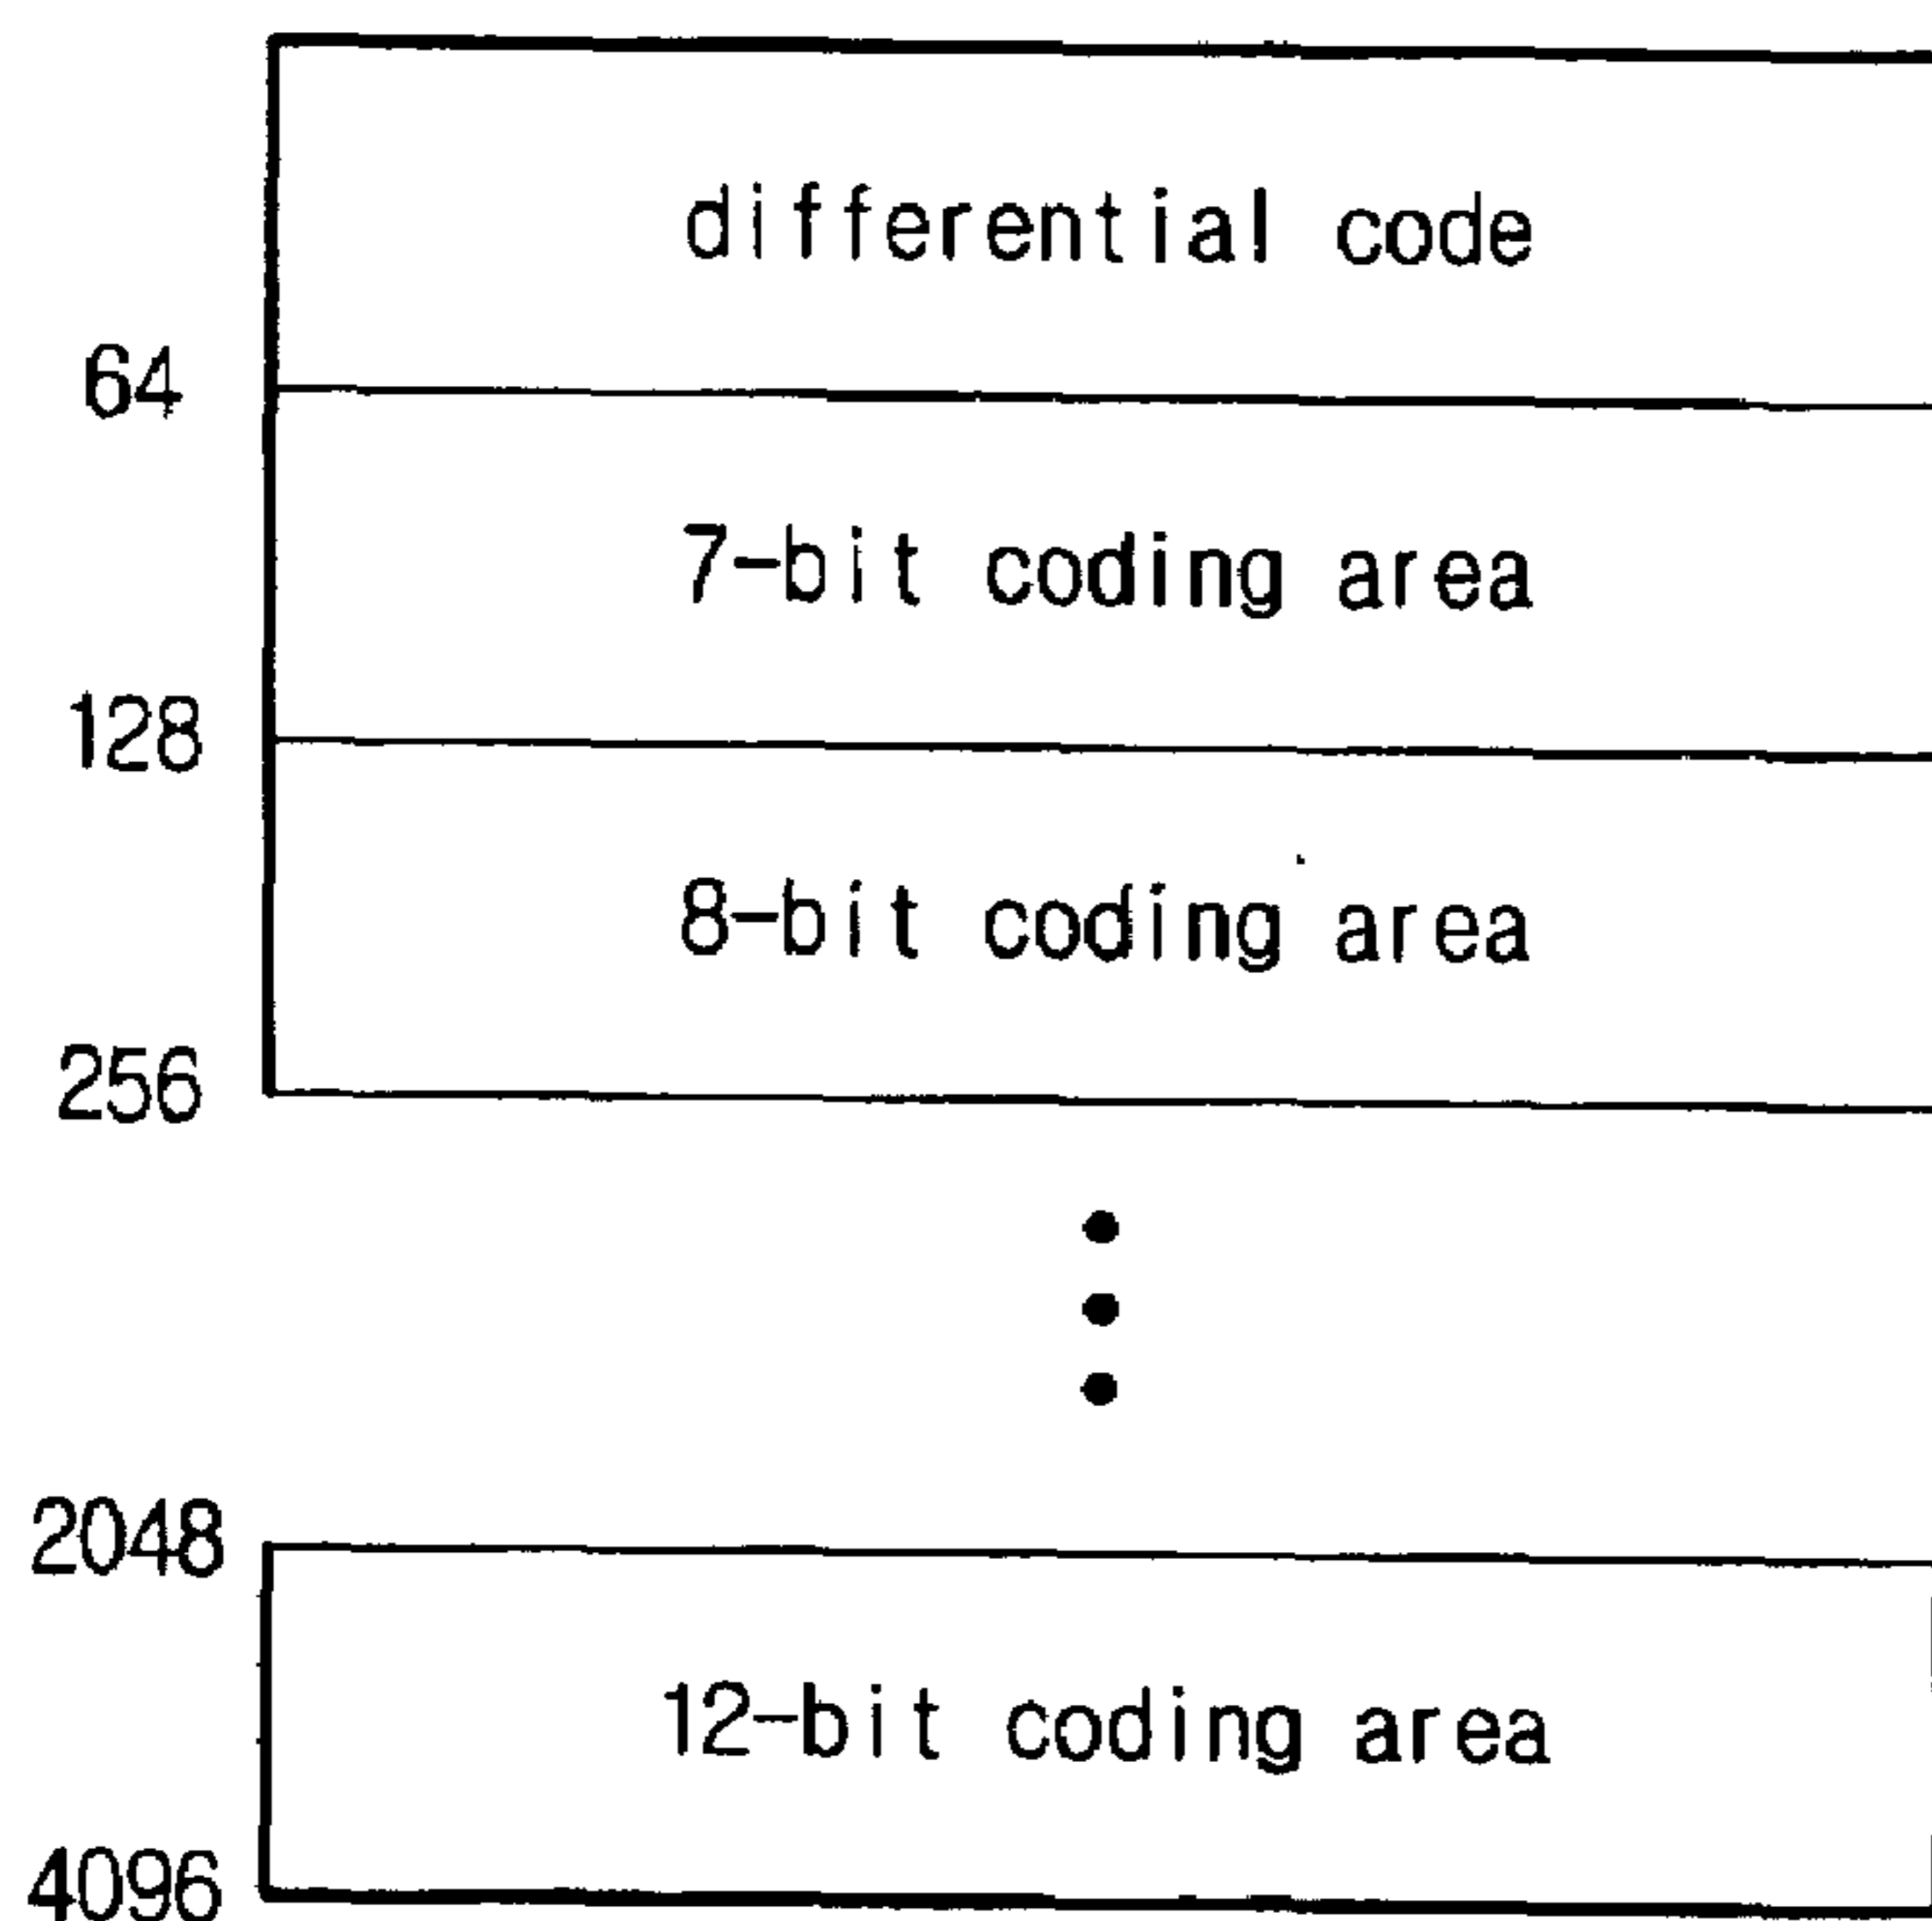 differential code
64
7-bit coding area
128
8-bit coding area
256
2048
12-bit coding area
4096